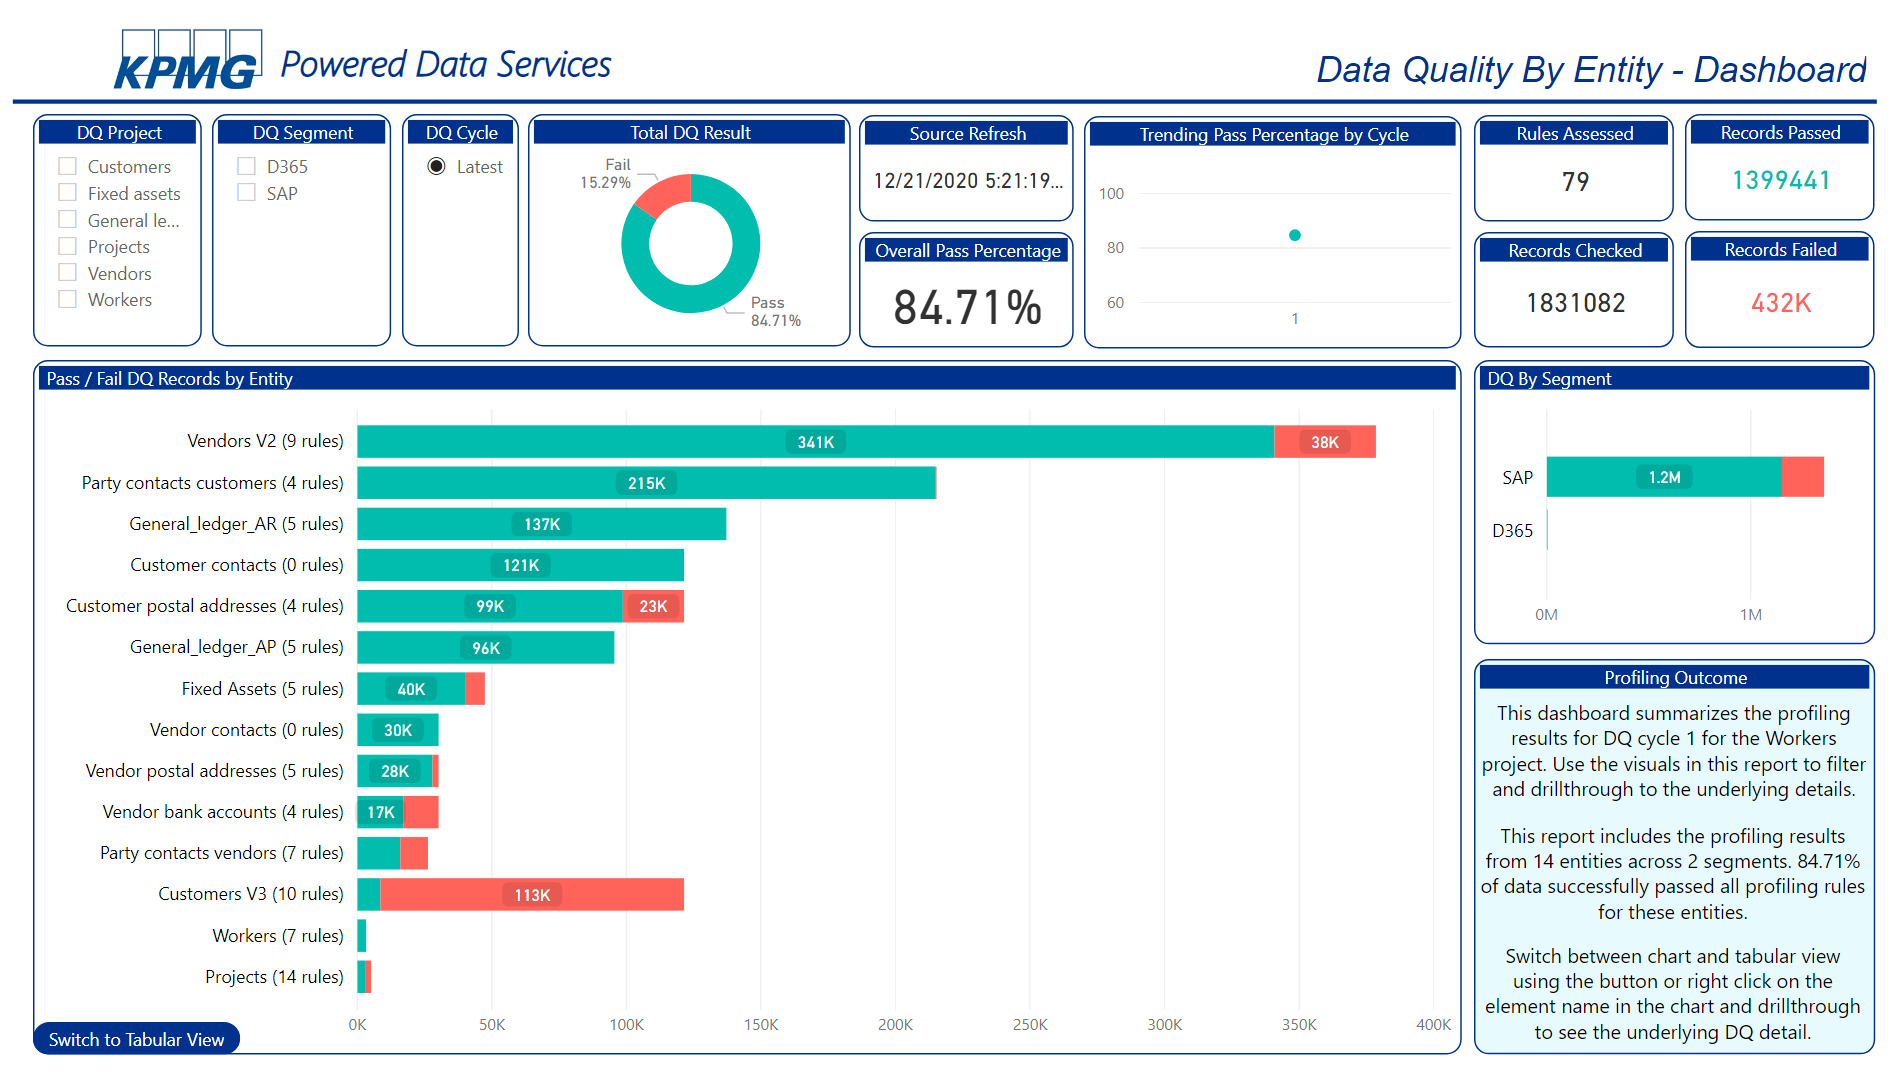 KPMG Powered Data Services
Data Quality By Entity - Dashboard
DQ Project
Customers
Fixed assets
General le...
Projects
Vendors
Workers
DQ Segment
D365
SAP
DQ Cycle
Latest
Total DQ Result
Fail
15.29%
Pass
84.71%
Source Refresh
12/21/2020 5:21:19...
Overall Pass Percentage
84.71%
Trending Pass Percentage by Cycle
100
80
60
1
Rules Assessed
79
Records Passed
1399441
Records Checked
1831082
Records Failed
432K
Pass / Fail DQ Records by Entity
Vendors V2 (9 rules) 341K 38K
Party contacts customers (4 rules) 215K
General_ledger_AR (5 rules) 137K
Customer contacts (0 rules) 121K
Customer postal addresses (4 rules) 99K 23K
General_ledger_AP (5 rules) 96K
Fixed Assets (5 rules) 40K
Vendor contacts (0 rules) 30K
Vendor postal addresses (5 rules) 28K
Vendor bank accounts (4 rules) 17K
Party contacts vendors (7 rules)
Customers V3 (10 rules) 113K
Workers (7 rules)
Projects (14 rules)
0K 50K 100K 150K 200K 250K 300K 350K 400K
Switch to Tabular View
DQ By Segment
SAP 1.2M
D365
0M 1M
Profiling Outcome
This dashboard summarizes the profiling
results for DQ cycle 1 for the Workers
project. Use the visuals in this report to filter
and drillthrough to the underlying details.
This report includes the profiling results
from 14 entities across 2 segments. 84.71%
of data successfully passed all profiling rules
for these entities.
Switch between chart and tabular view
using the button or right click on the
element name in the chart and drillthrough
to see the underlying DQ detail.